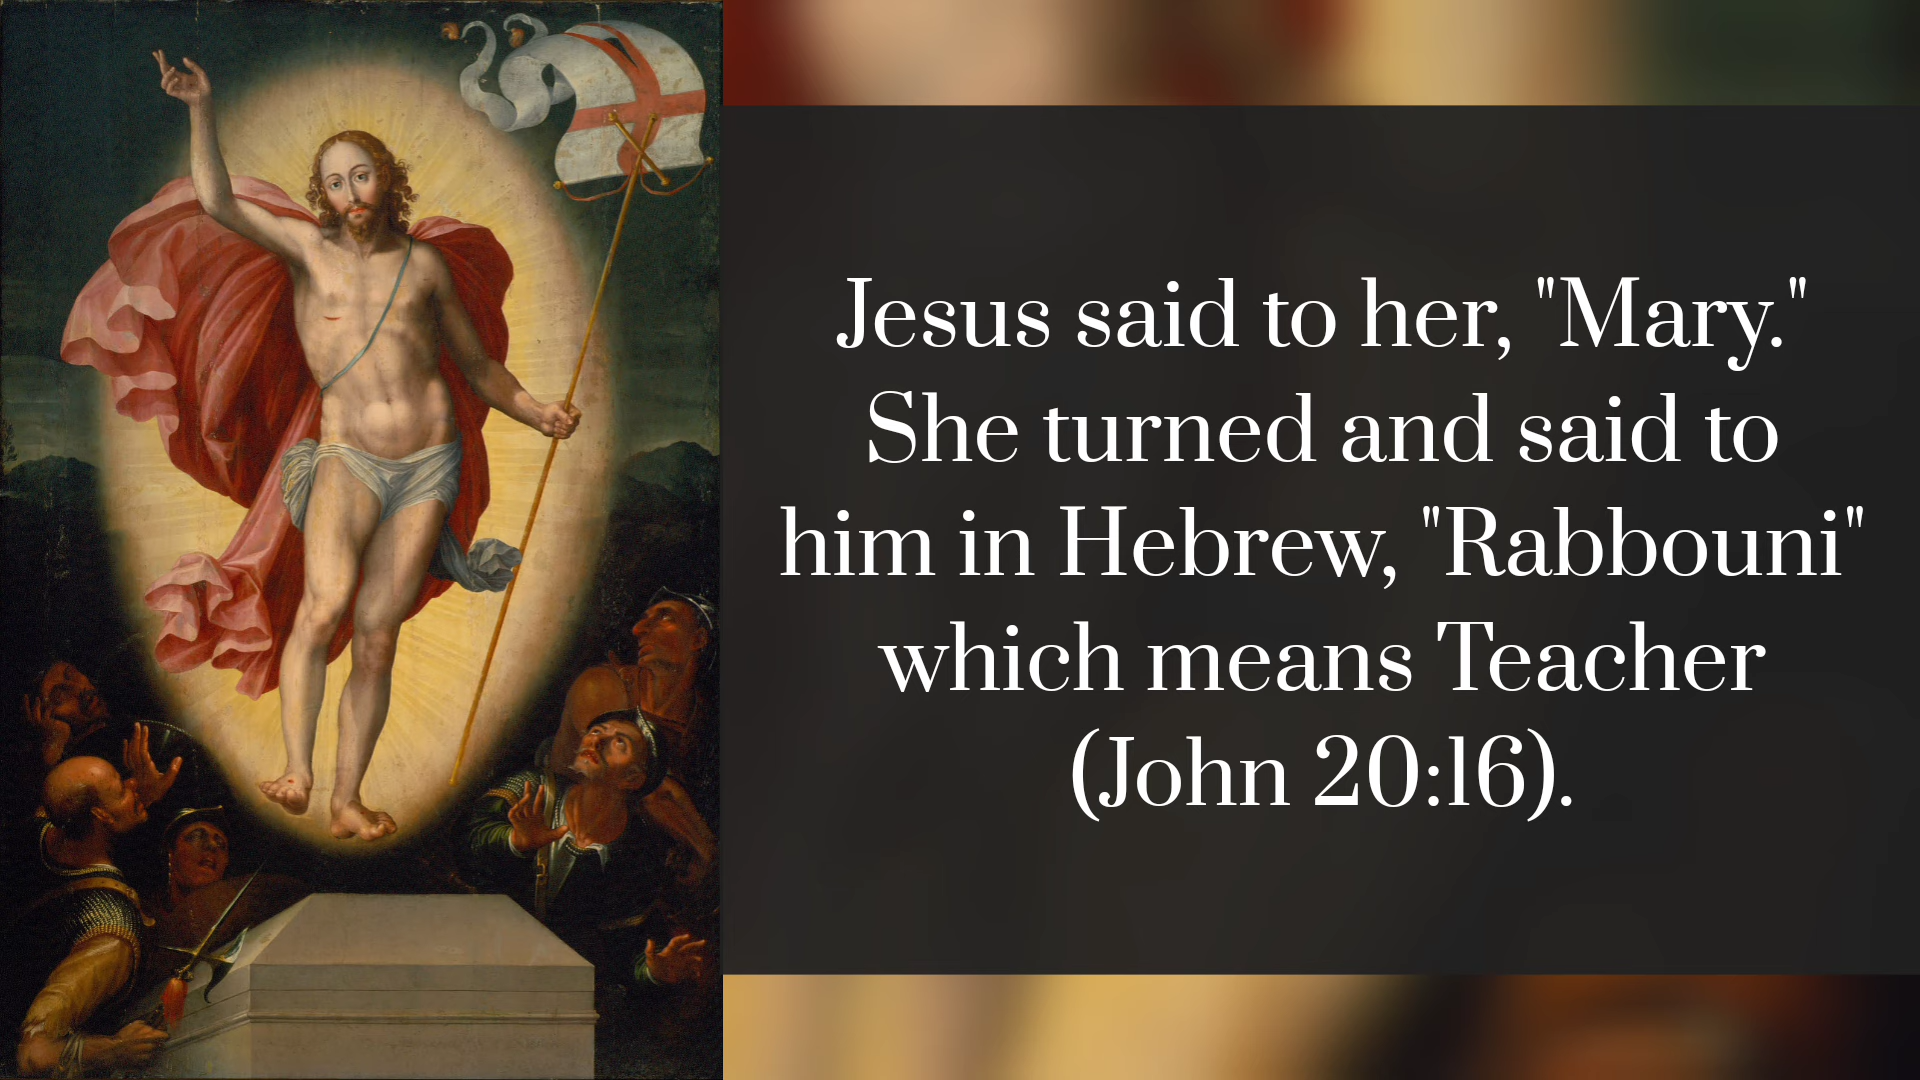 Jesus said to her, "Mary."
She turned and said to
him in Hebrew, "Rabbouni"
which means Teacher
(John 20:16).